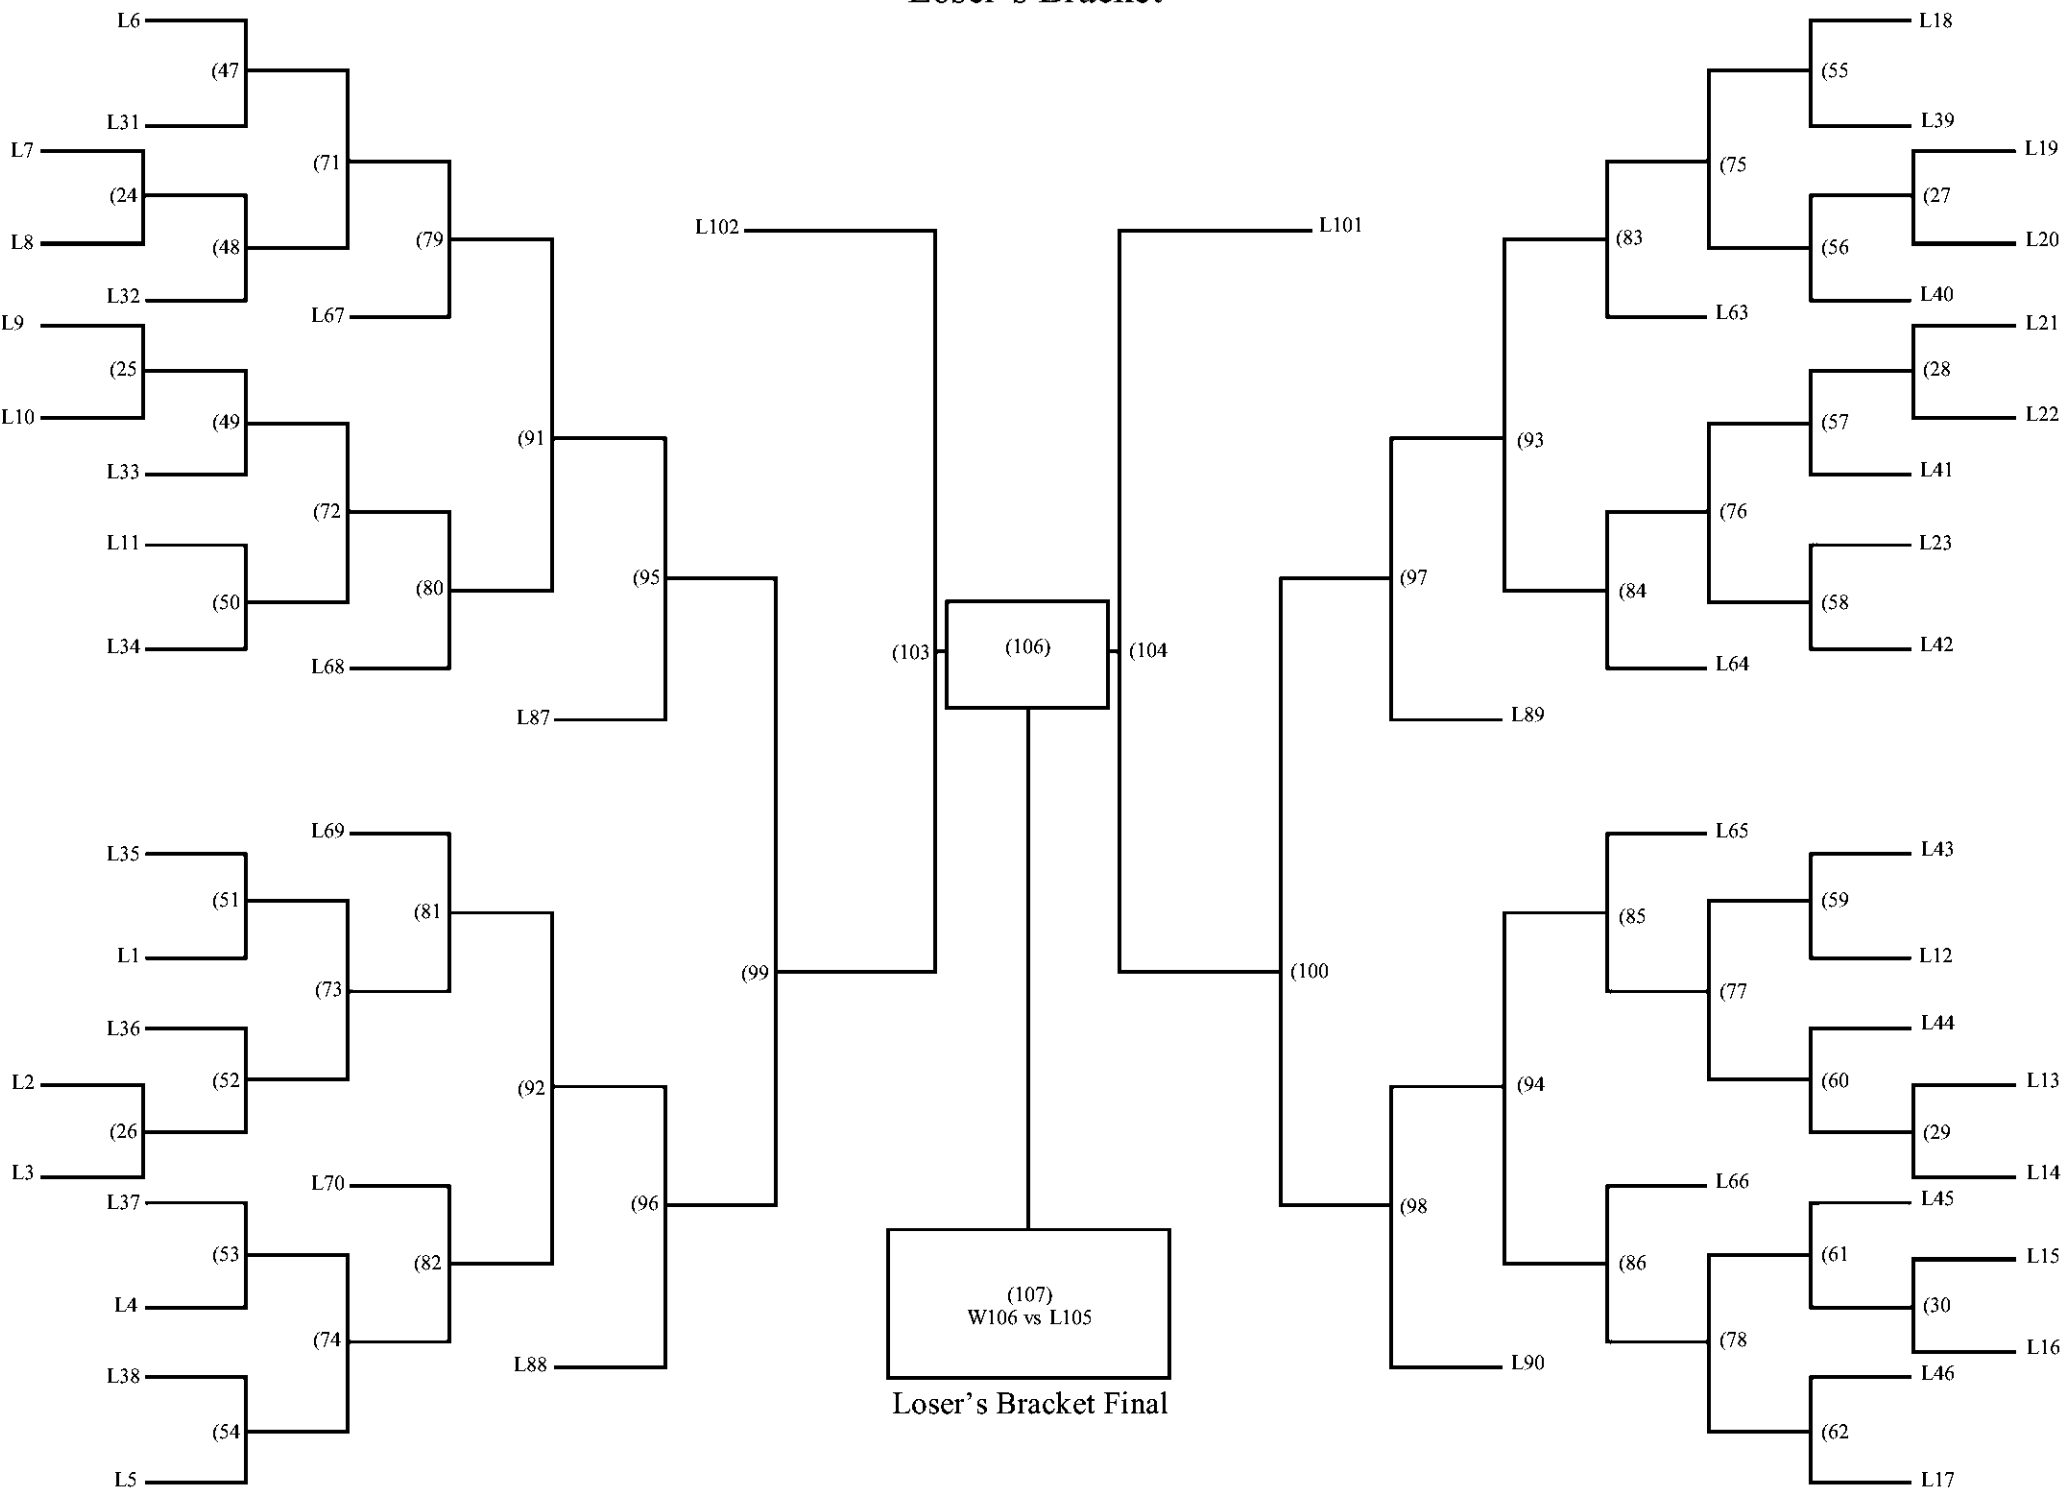 Loser's Bracket
L6
(47
L31
L7
(24
L8
(48
L32
(71
(79
L67
L9
(25
L10
(49
L33
(72
L11
(50
L34
(80
L68
(91
(95
L87
L102
(103
(106)
(104
L101
L18
(55
L39
L19
(27
L20
(56
L40
(75
(83
L63
L21
(28
L22
(57
L41
(76
L23
(58
L42
(84
L64
(93
(97
L89
L69
L35
(51
L1
(81
(73
L36
(52
L2
(26
L3
(92
L70
L37
(53
L4
(82
(74
L38
(54
L5
(96
L88
(99
(100
L65
L43
(59
L12
(85
(77
L44
(60
L13
(29
L14
(94
L66
L45
(61
L15
(30
L16
(86
(78
L46
(62
L17
(98
L90
(107)
W106 vs L105
Loser's Bracket Final